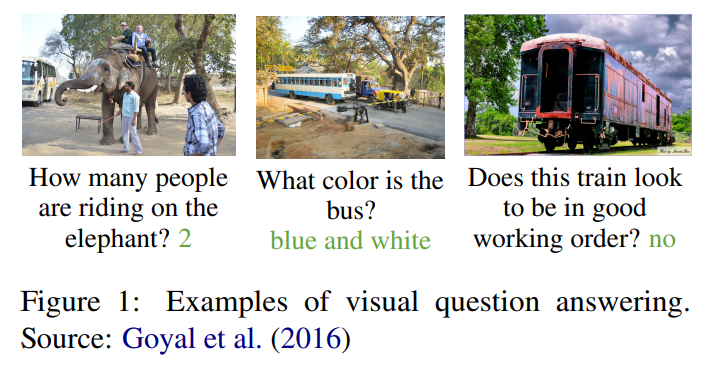 How many people
are riding on the
elephant? 2
What color is the
bus?
blue and white
Does this train look
to be in good
working order? no
Figure 1: Examples of visual question answering.
Source: Goyal et al. (2016)